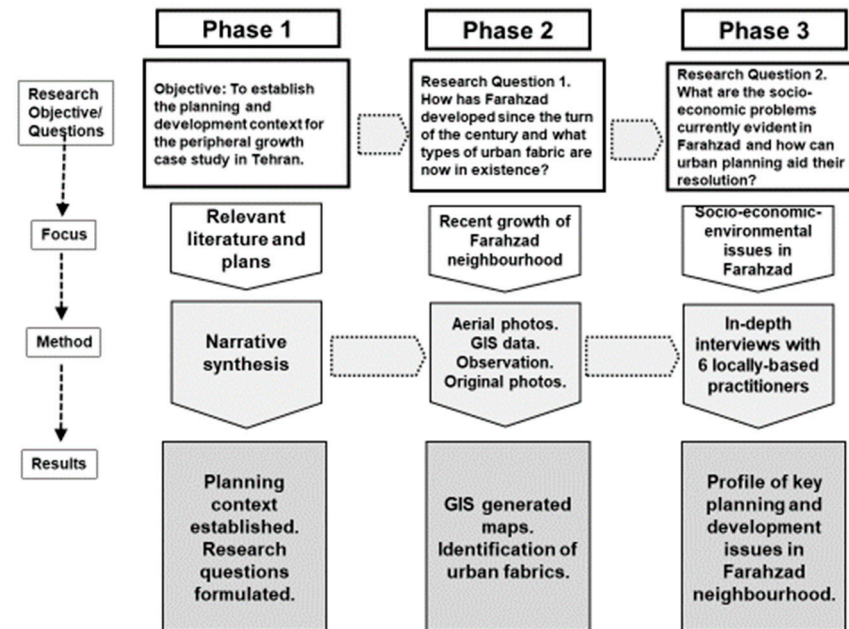 Phase 1
Phase 2
Phase 3
Research
Objective/
Questions
Objective: To establish
the planning and
development context for
the peripheral growth
case study in Tehran.
Research Question 1.
How has Farahzad
developed since the turn
of the century and what
types of urban fabric are
now in existence?
Research Question 2.
What are the socio-
economic problems
currently evident in
Farahzad and how can
urban planning aid their
resolution?
Focus
Relevant
literature and
plans
Recent growth of
Farahzad
neighbourhood
Socio-economic-
environmental
issues in
Farahzad
Method
Narrative
synthesis
Aerial photos.
GIS data.
Observation.
Original photos.
In-depth
interviews with
6 locally-based
practitioners
Results
Planning
context
established.
Research
questions
formulated.
GIS generated
maps.
Identification of
urban fabrics.
Profile of key
planning and
development
issues in
Farahzad
neighbourhood.